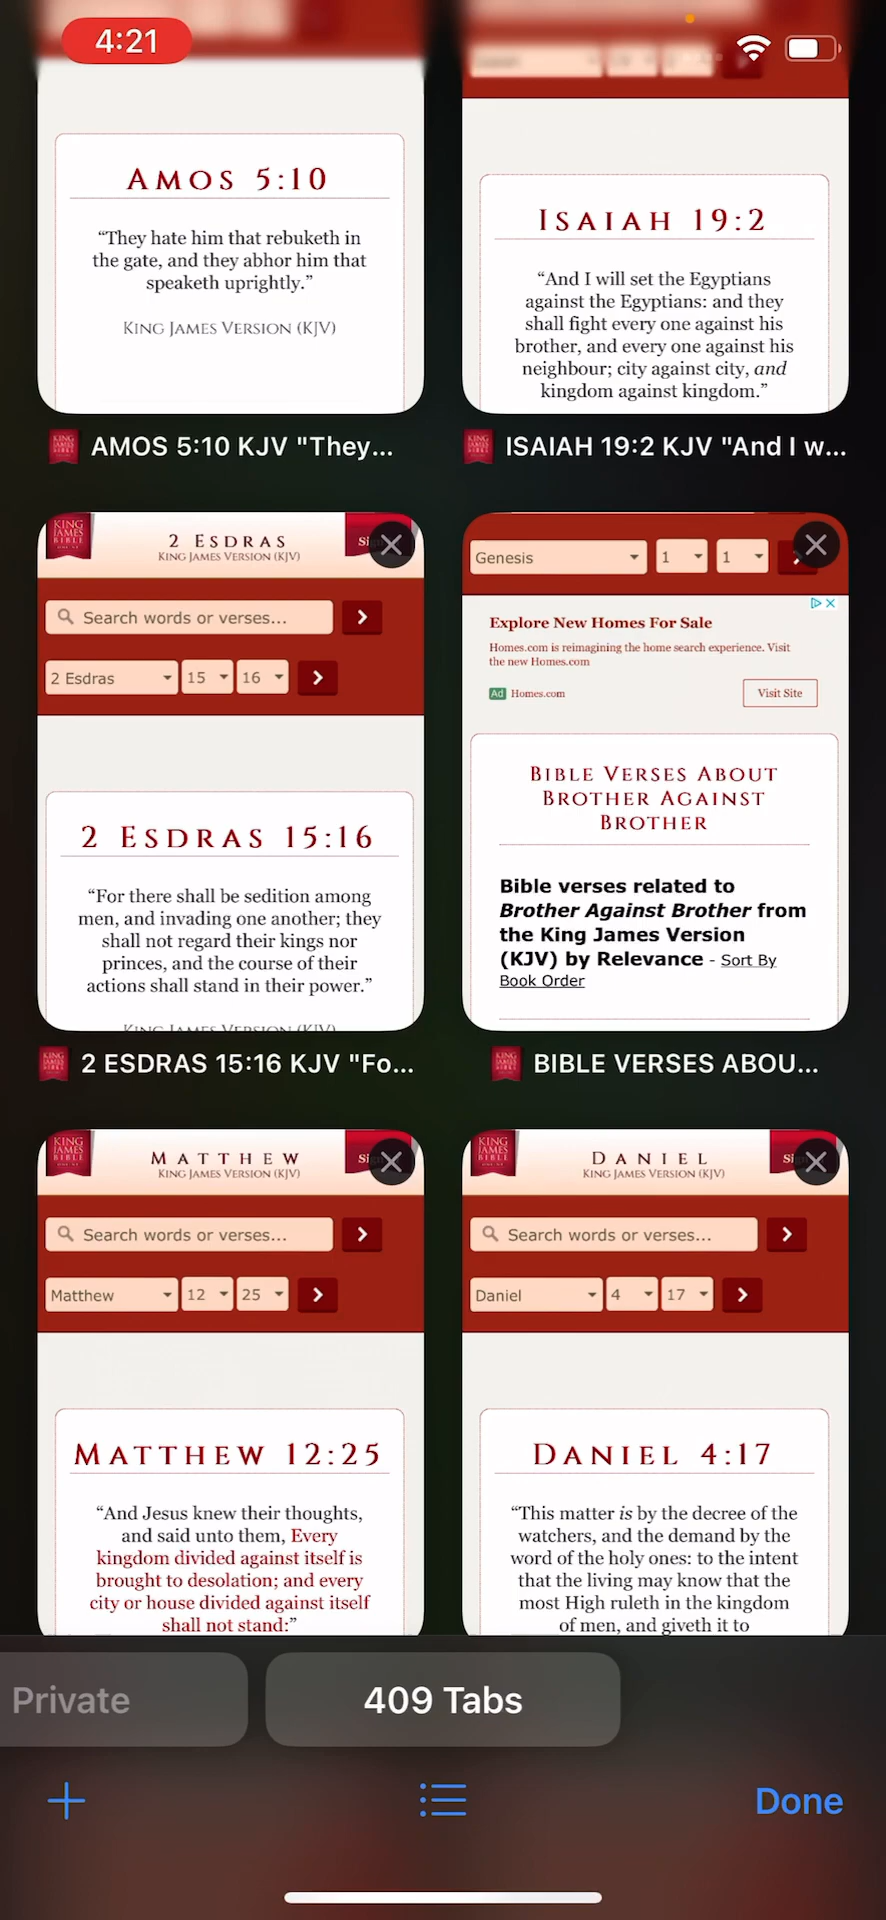 4:21
AMOS 5:10
“They hate him that rebuketh in
the gate, and they abhor him that
speaketh uprightly.”
KING JAMES VERSION (KJV)
AMOS 5:10 KJV "They...
ISAIAH 19:2
“And I will set the Egyptians
against the Egyptians: and they
shall fight every one against his
brother, and every one against his
neighbour; city against city, and
kingdom against kingdom.”
ISAIAH 19:2 KJV "And I w...
KING
JAMES
BIBLE
2 ESDRAS
KING JAMES VERSION (KJV)
Search words or verses...
2 Esdras 15 16
2 ESDRAS 15:16
“For there shall be sedition among
men, and invading one another; they
shall not regard their kings nor
princes, and the course of their
actions shall stand in their power.”
KING JAMES VERSION (KJV)
2 ESDRAS 15:16 KJV "Fo...
Genesis 1 1
Explore New Homes For Sale
Homes.com is reimagining the home search experience. Visit
the new Homes.com
Ad Homes.com
Visit Site
BIBLE VERSES ABOUT
BROTHER AGAINST
BROTHER
Bible verses related to
Brother Against Brother from
the King James Version
(KJV) by Relevance - Sort By
Book Order
BIBLE VERSES ABOU...
KING
JAMES
BIBLE
MATTHEW
KING JAMES VERSION (KJV)
Search words or verses...
Matthew 12 25
MATTHEW 12:25
“And Jesus knew their thoughts,
and said unto them, Every
kingdom divided against itself is
brought to desolation; and every
city or house divided against itself
shall not stand:”
KING
JAMES
BIBLE
DANIEL
KING JAMES VERSION (KJV)
Search words or verses...
Daniel 4 17
DANIEL 4:17
“This matter is by the decree of the
watchers, and the demand by the
word of the holy ones: to the intent
that the living may know that the
most High ruleth in the kingdom
of men, and giveth it to
Private
409 Tabs
Done